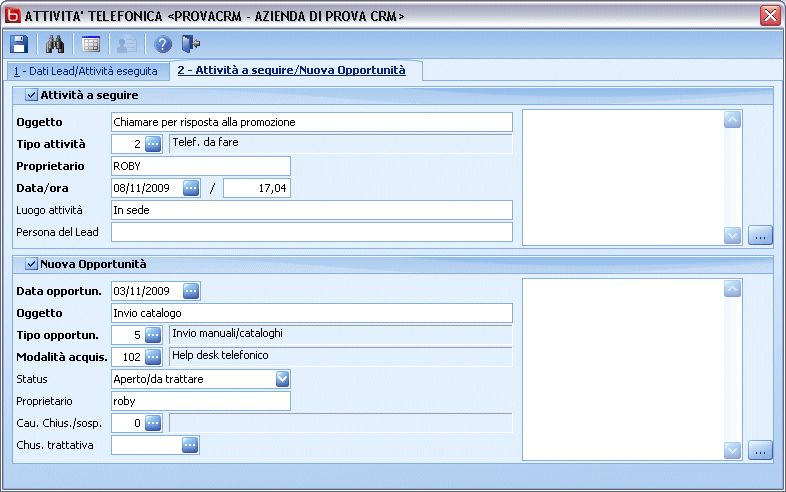 b ATTIVITA' TELEFONICA <PROVACRM - AZIENDA DI PROVA CRM>
1 - Dati Lead/Attività eseguita 2 - Attività a seguire/Nuova Opportunità
Attività a seguire
Oggetto Chiamare per risposta alla promozione
Tipo attività 2 ... Telef. da fare
Proprietario ROBY
Data/ora 08/11/2009 ... / 17,04
Luogo attività In sede
Persona del Lead
...
Nuova Opportunità
Data opportun. 03/11/2009 ...
Oggetto Invio catalogo
Tipo opportun. 5 ... Invio manuali/cataloghi
Modalità acquis. 102 ... Help desk telefonico
Status Aperto/da trattare
Proprietario roby
Cau. Chius./sosp. 0 ...
Chus. trattativa ...
...